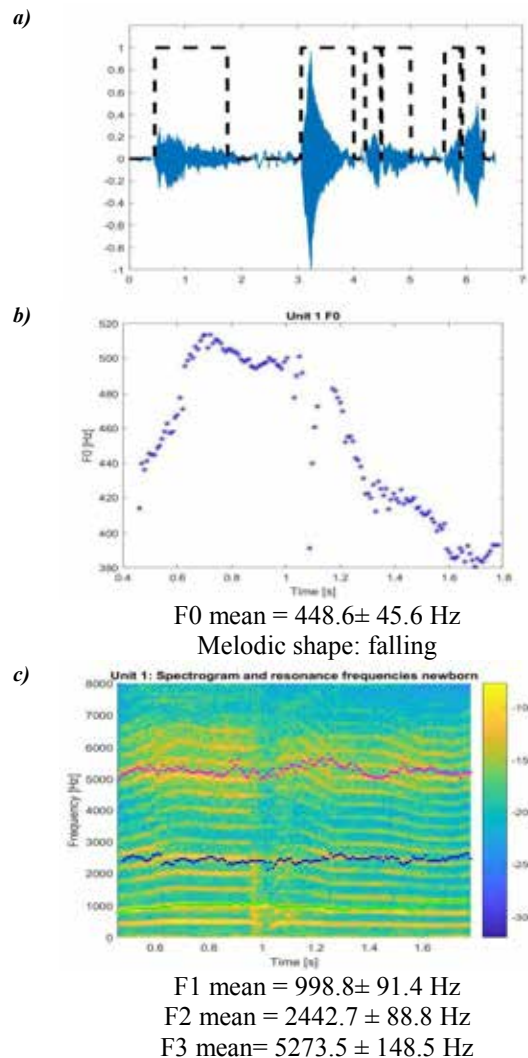 a)
1
0.8
0.6
0.4
0.2
0
-0.2
-0.4
-0.6
-0.8
-1
0 1 2 3 4 5 6 7
b)
Unit 1 F0
520
500
480
460
440
420
400
380
F0 [Hz]
0.4 0.6 0.8 1 1.2 1.4 1.6 1.8
Time [s]
F0 mean = 448.6± 45.6 Hz
Melodic shape: falling
c)
Unit 1: Spectrogram and resonance frequencies newborn
8000
7000
6000
5000
4000
3000
2000
1000
0
Frequency [Hz]
0.6 0.8 1 1.2 1.4 1.6
Time [s]
F1 mean = 998.8± 91.4 Hz
F2 mean = 2442.7 ± 88.8 Hz
F3 mean= 5273.5 ± 148.5 Hz